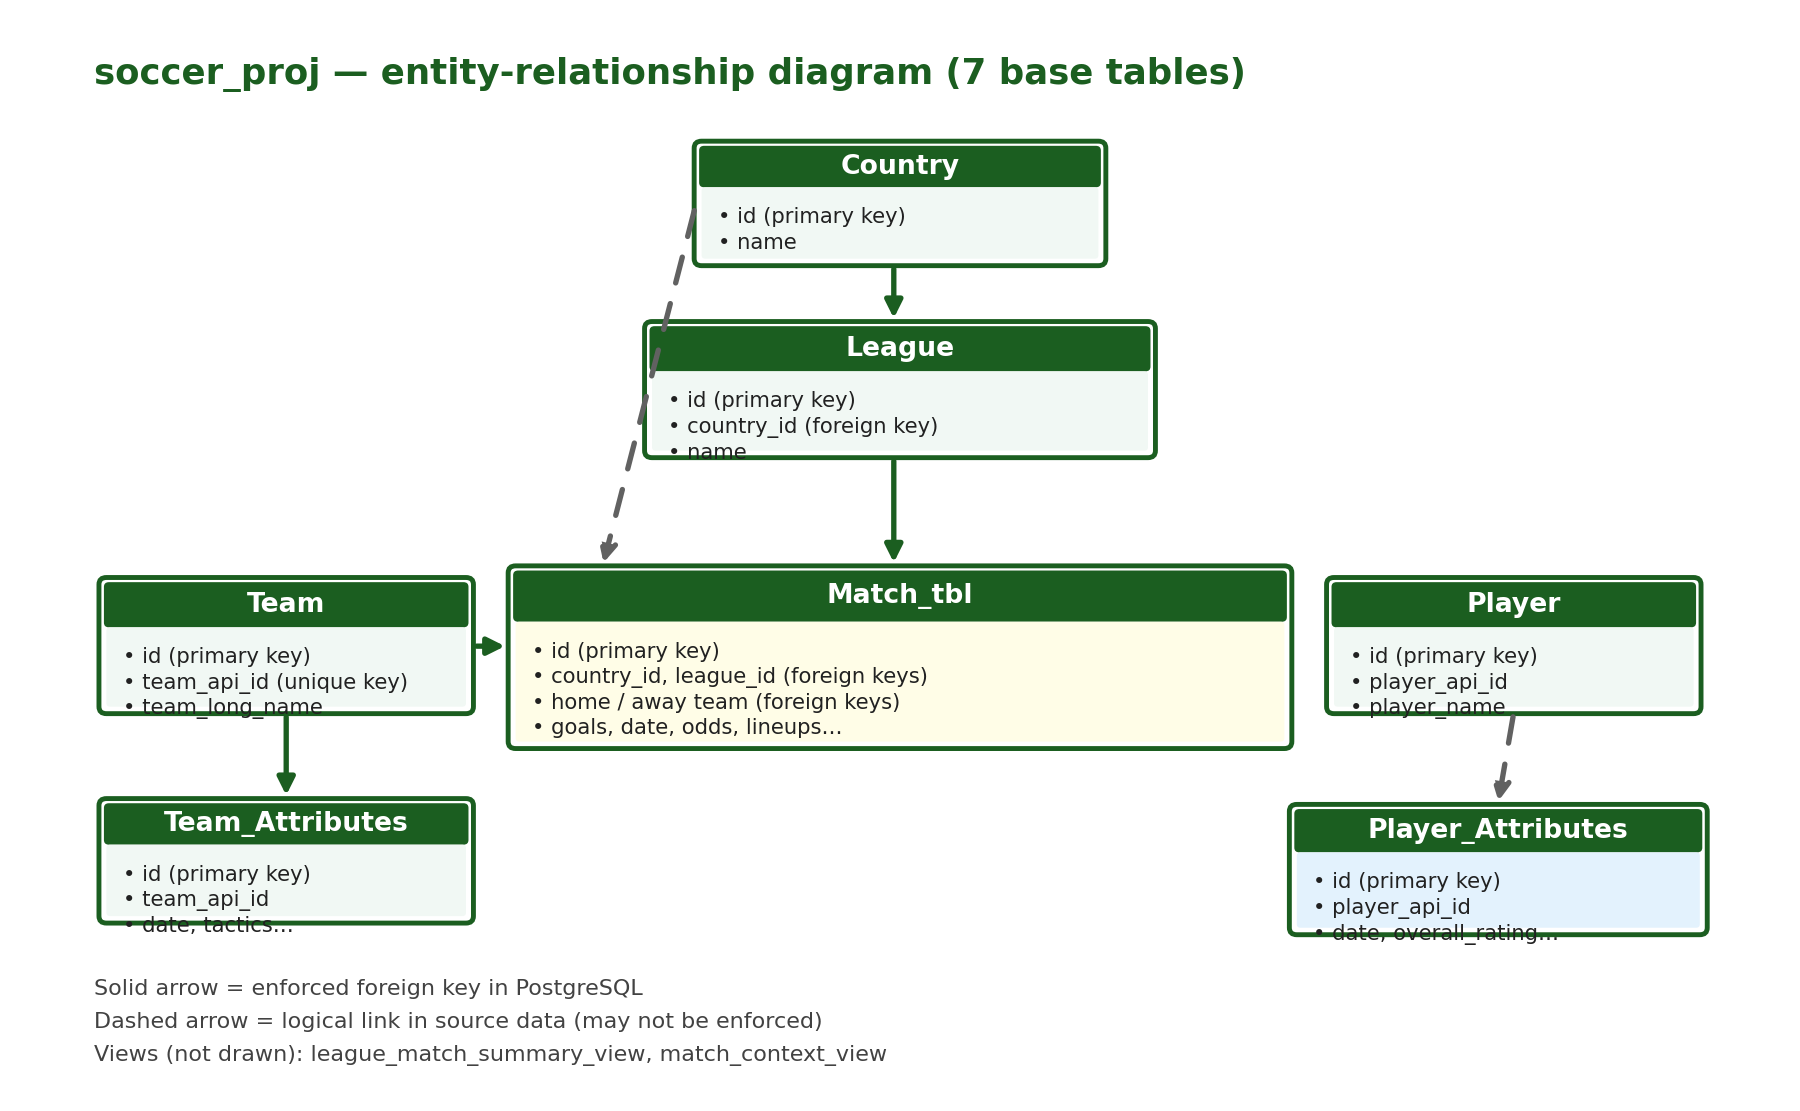 soccer_proj — entity-relationship diagram (7 base tables)
Country
• id (primary key)
• name
League
• id (primary key)
• country_id (foreign key)
• name
Team
• id (primary key)
• team_api_id (unique key)
• team_long_name
Match_tbl
• id (primary key)
• country_id, league_id (foreign keys)
• home / away team (foreign keys)
• goals, date, odds, lineups…
Player
• id (primary key)
• player_api_id
• player_name
Team_Attributes
• id (primary key)
• team_api_id
• date, tactics…
Player_Attributes
• id (primary key)
• player_api_id
• date, overall_rating…
Solid arrow = enforced foreign key in PostgreSQL
Dashed arrow = logical link in source data (may not be enforced)
Views (not drawn): league_match_summary_view, match_context_view